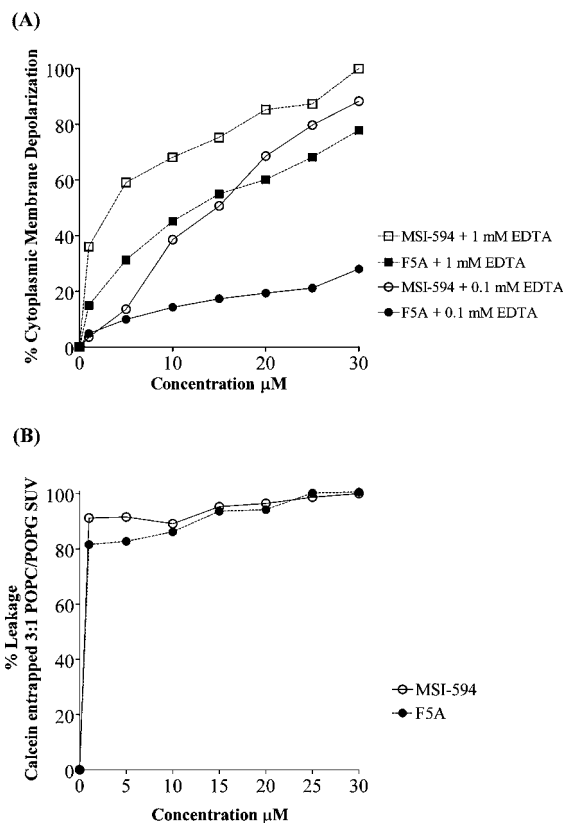 (A)
% Cytoplasmic Membrane Depolarization
100
80
60
40
20
0
0
10
20
30
Concentration µM
MSI-594 + 1 mM EDTA
F5A + 1 mM EDTA
MSI-594 + 0.1 mM EDTA
F5A + 0.1 mM EDTA
(B)
% Leakage
Calcein entrapped 3:1 POPC/POPG SUV
100
80
60
40
20
0
0
5
10
15
20
25
30
Concentration µM
MSI-594
F5A